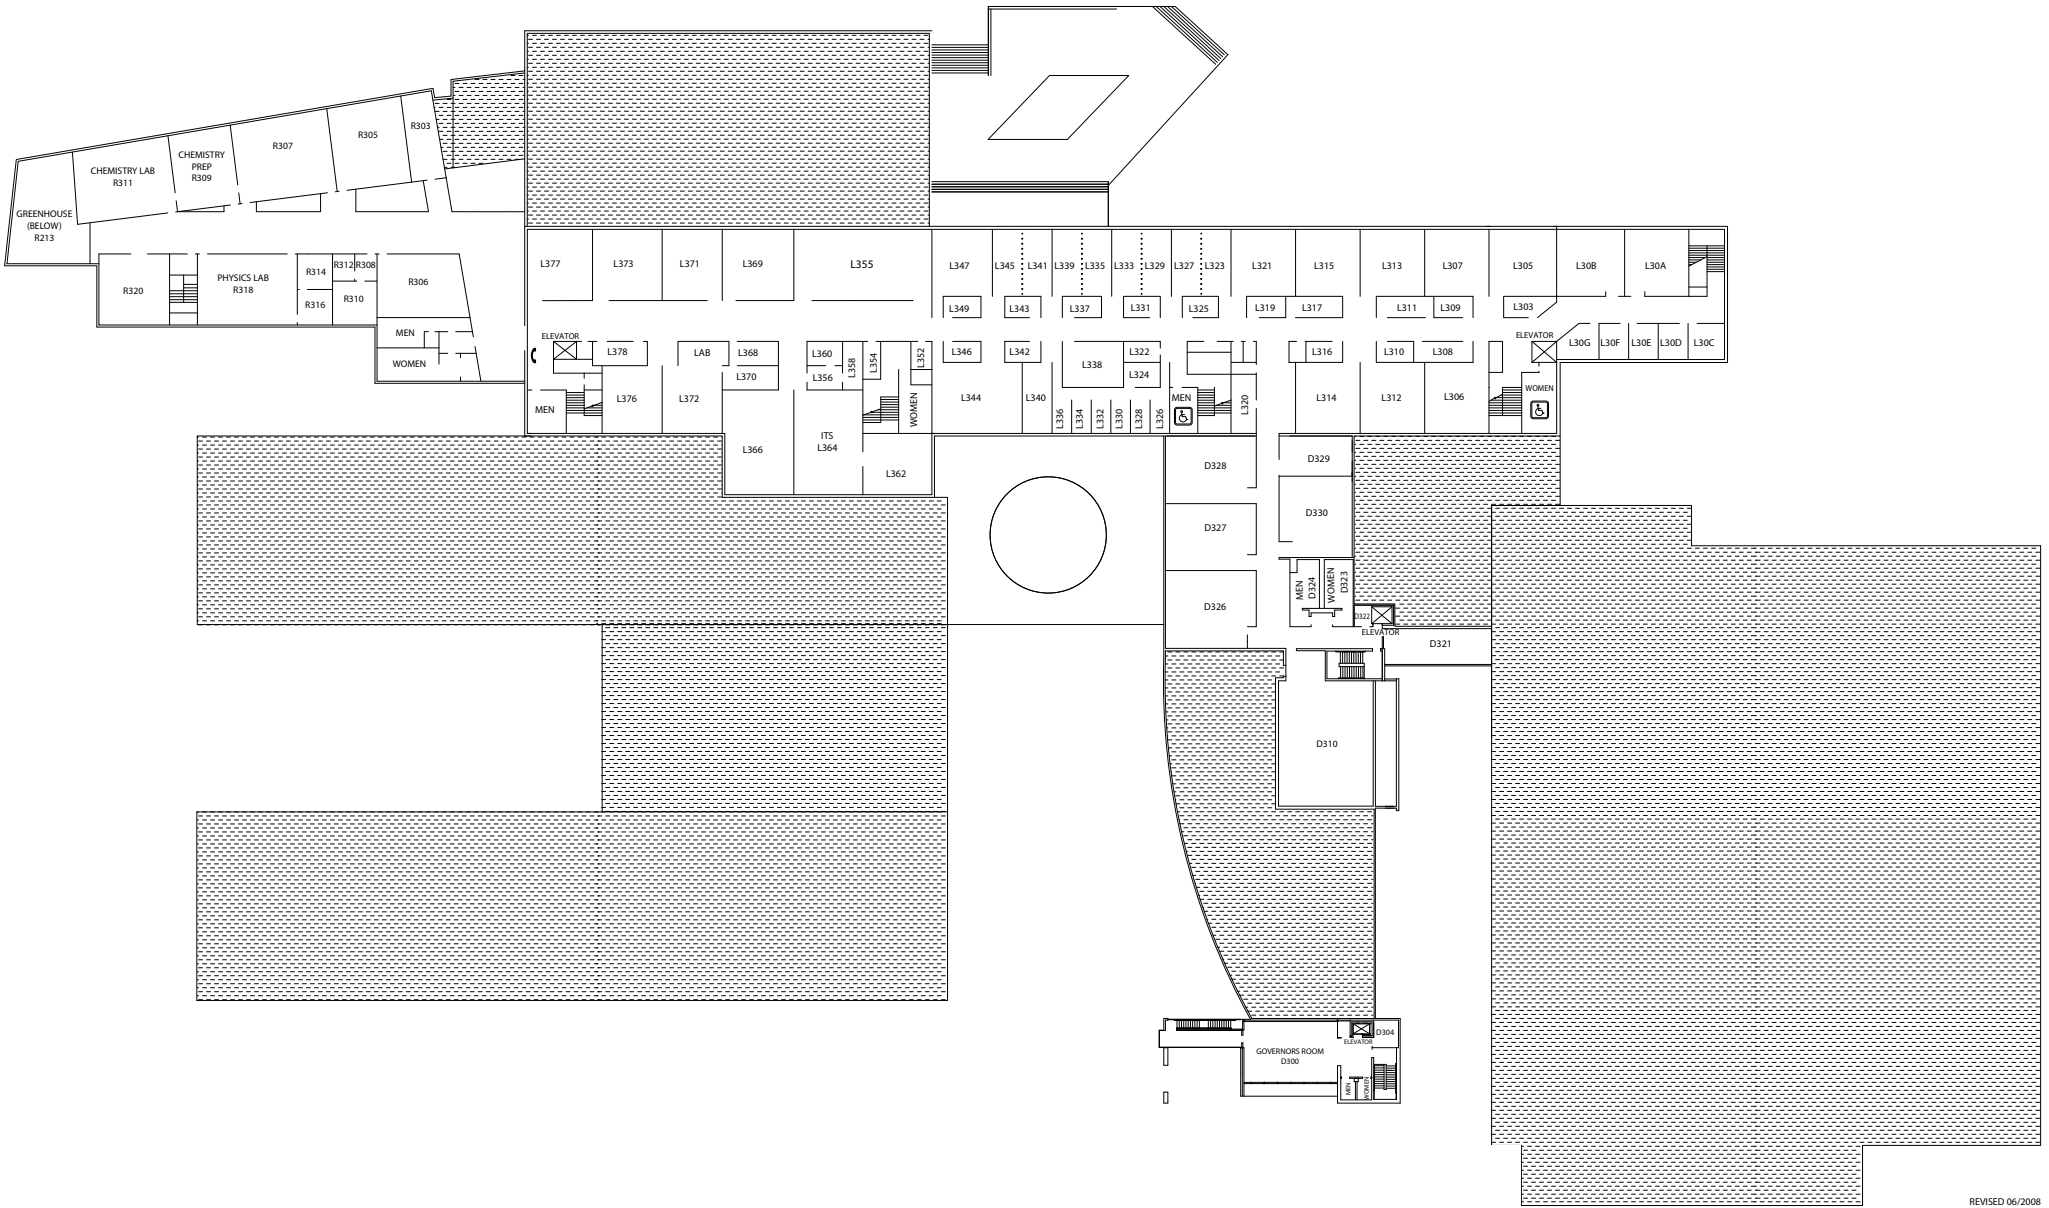 R303
R305
R307
CHEMISTRY
PREP
R309
CHEMISTRY LAB
R311
GREENHOUSE
(BELOW)
R213
R320
PHYSICS LAB
R318
R314
R312
R308
R316
R310
R306
MEN
WOMEN
L377
L373
L371
L369
L355
L347
L345
L341
L339
L335
L333
L329
L327
L323
L321
L315
L313
L307
L305
L30B
L30A
L349
L343
L337
L331
L325
L319
L317
L311
L309
L303
ELEVATOR
L378
LAB
L368
L360
L358
L354
L352
L346
L342
L338
L322
L316
L310
L308
ELEVATOR
L30G
L30F
L30E
L30D
L30C
L370
L356
L324
MEN
L376
L372
WOMEN
L344
L340
L336
L334
L332
L330
L328
L326
MEN
L320
L314
L312
L306
WOMEN
L366
ITS
L364
L362
D328
D329
D327
D330
D326
MEN
D324
WOMEN
D323
D322
ELEVATOR
D321
D310
GOVERNORS ROOM
D300
ELEVATOR
D304
MEN
WOMEN
REVISED 06/2008